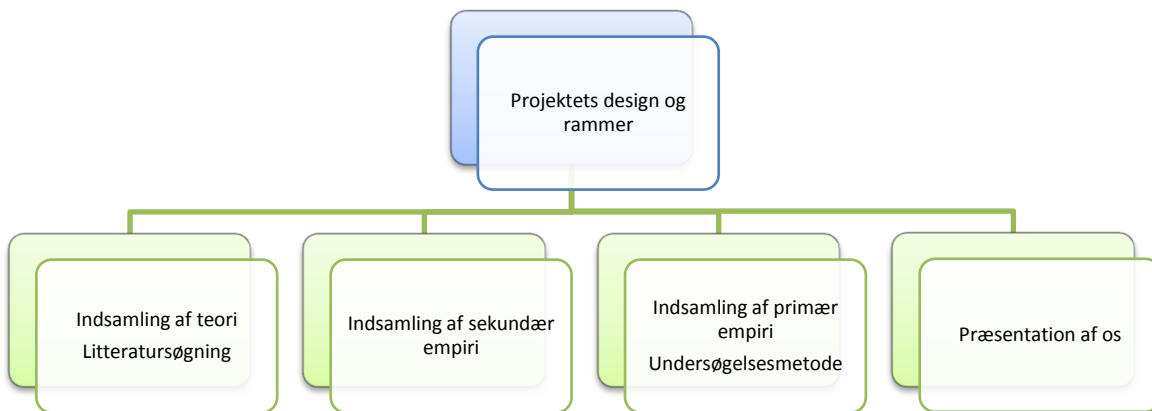 Projektets design og
rammer
Indsamling af teori
Litteratursøgning
Indsamling af sekundær
empiri
Indsamling af primær
empiri
Undersøgelsesmetode
Præsentation af os